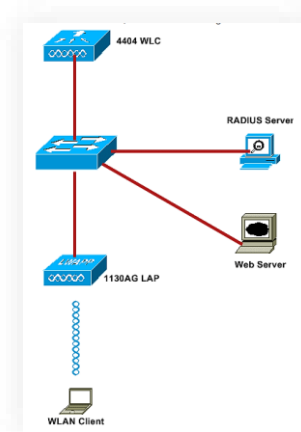 4404 WLC
RADIUS Server
Web Server
1130AG LAP
WLAN Client